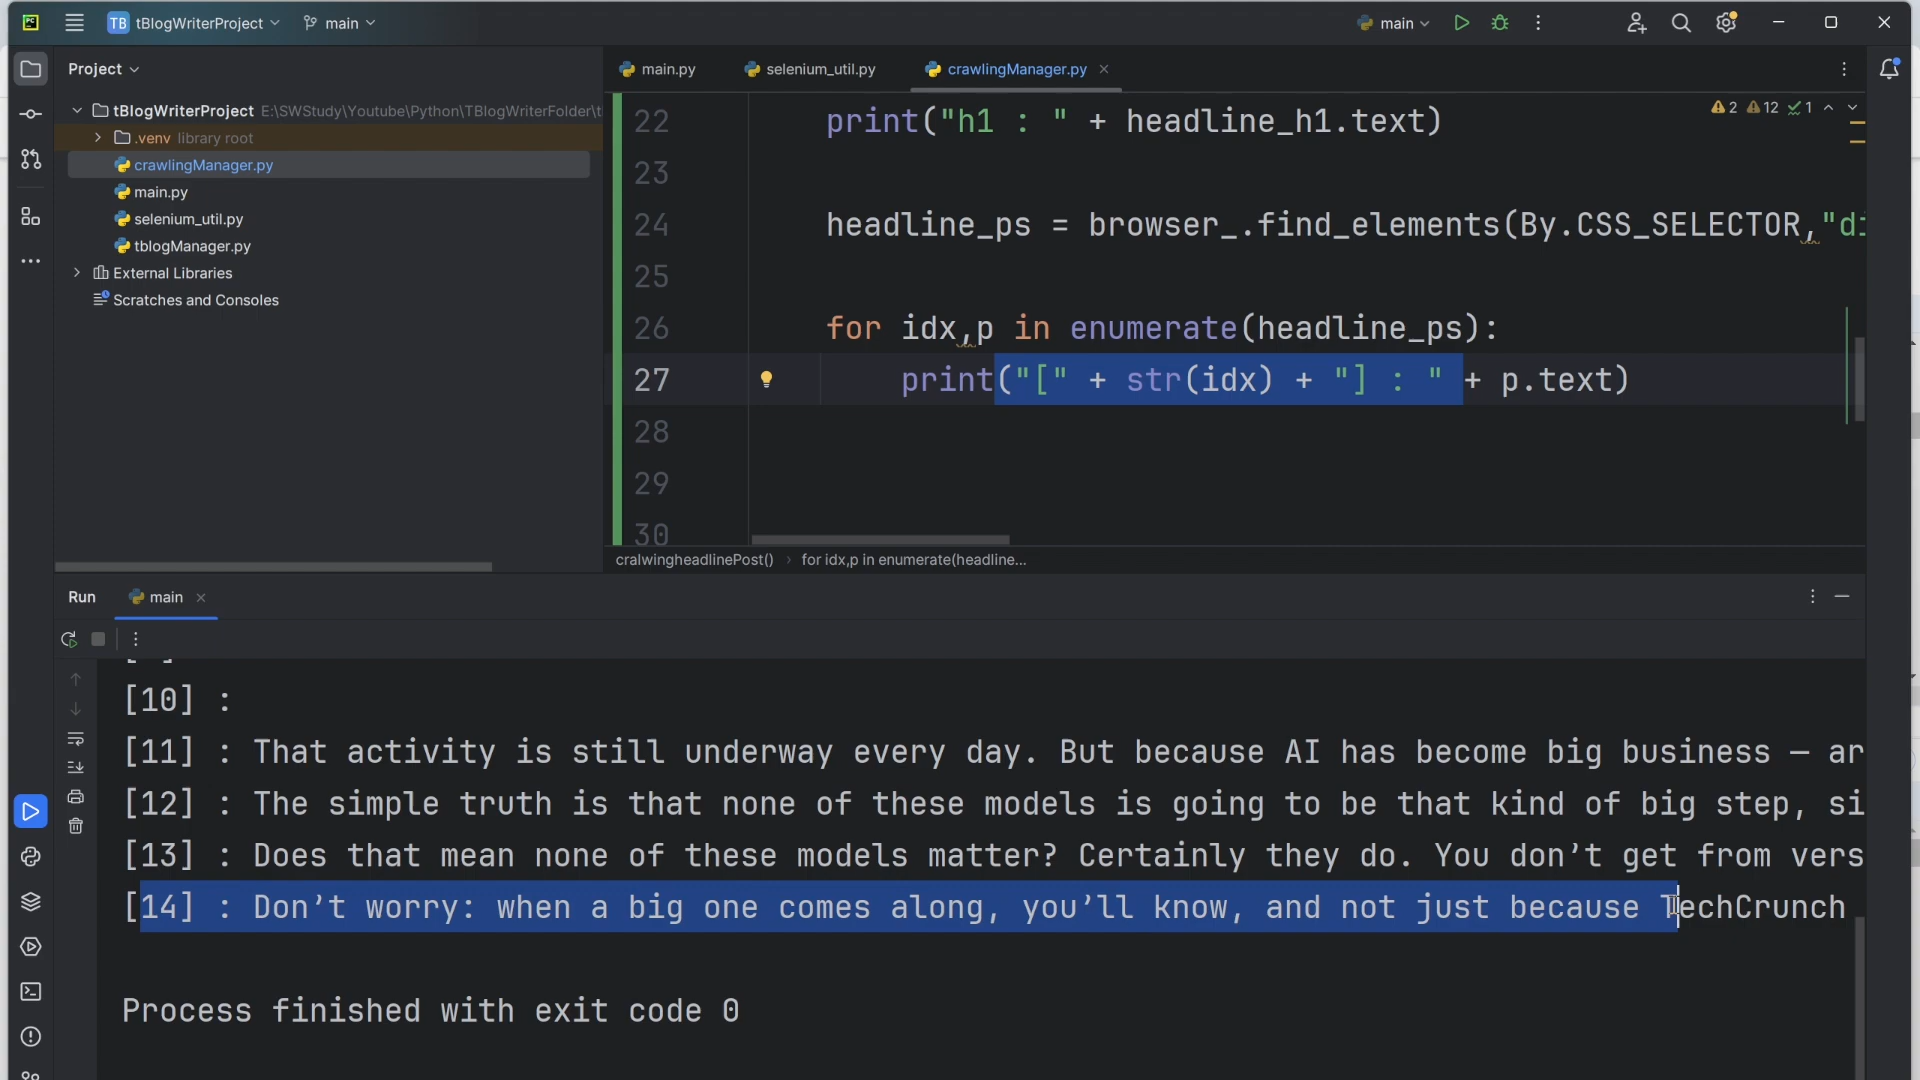 TB tBlogWriterProject main main
Project
main.py selenium_util.py crawlingManager.py
tBlogWriterProject E:\SWStudy\Youtube\Python\TBlogWriterFolder\t
.venv library root
crawlingManager.py
main.py
selenium_util.py
tblogManager.py
External Libraries
Scratches and Consoles
2 12 1
22 print("h1 : " + headline_h1.text)
23
24 headline_ps = browser_.find_elements(By.CSS_SELECTOR,"di
25
26 for idx,p in enumerate(headline_ps):
27 print("[" + str(idx) + "] : " + p.text)
28
29
30
cralwingheadlinePost() for idx,p in enumerate(headline...
Run main
[10] :
[11] : That activity is still underway every day. But because AI has become big business — ar
[12] : The simple truth is that none of these models is going to be that kind of big step, si
[13] : Does that mean none of these models matter? Certainly they do. You don’t get from vers
[14] : Don’t worry: when a big one comes along, you’ll know, and not just because TechCrunch
Process finished with exit code 0